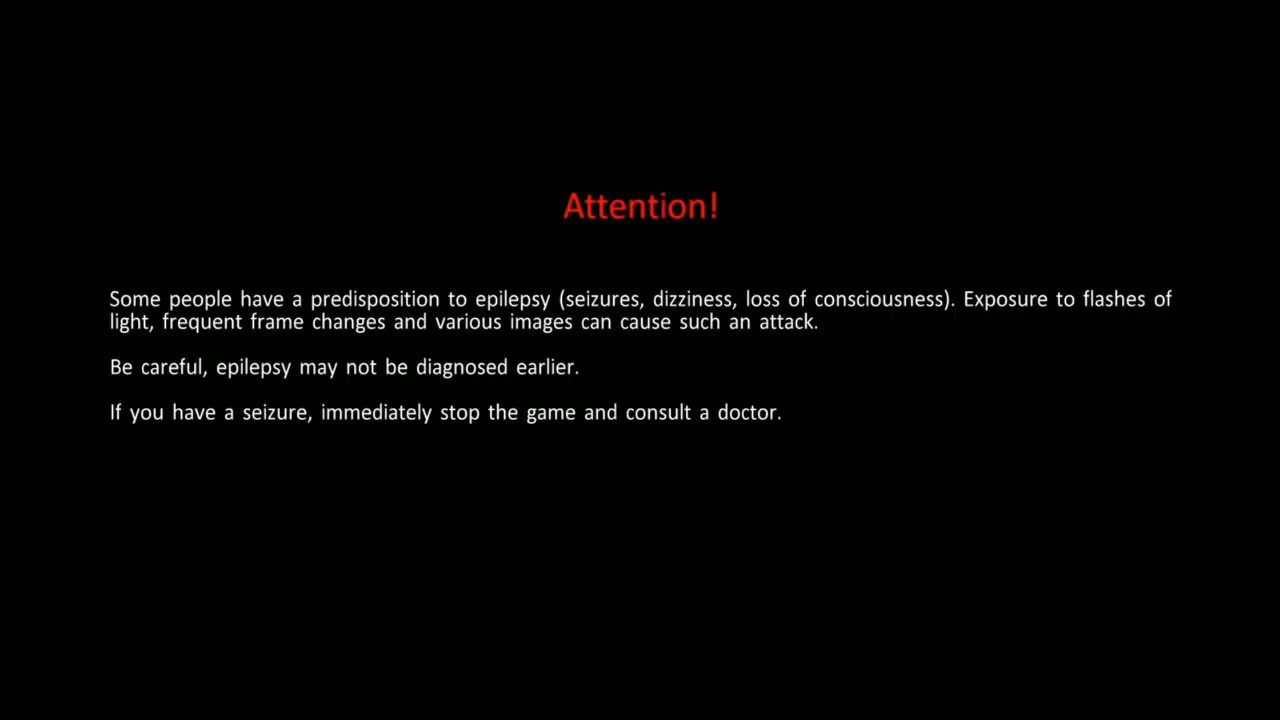 Attention!
Some people have a predisposition to epilepsy (seizures, dizziness, loss of consciousness). Exposure to flashes of
light, frequent frame changes and various images can cause such an attack.
Be careful, epilepsy may not be diagnosed earlier.
If you have a seizure, immediately stop the game and consult a doctor.